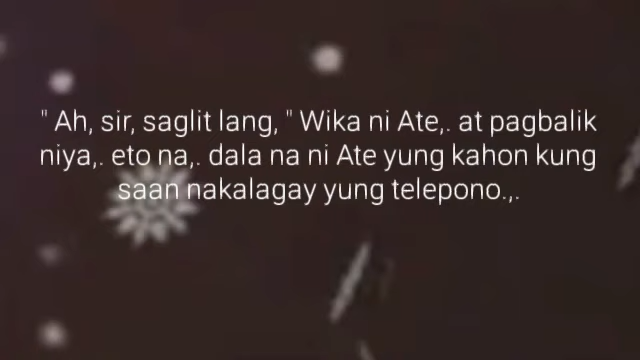 " Ah, sir, saglit lang, " Wika ni Ate,. at pagbalik
niya,. eto na,. dala na ni Ate yung kahon kung
saan nakalagay yung telepono.,.